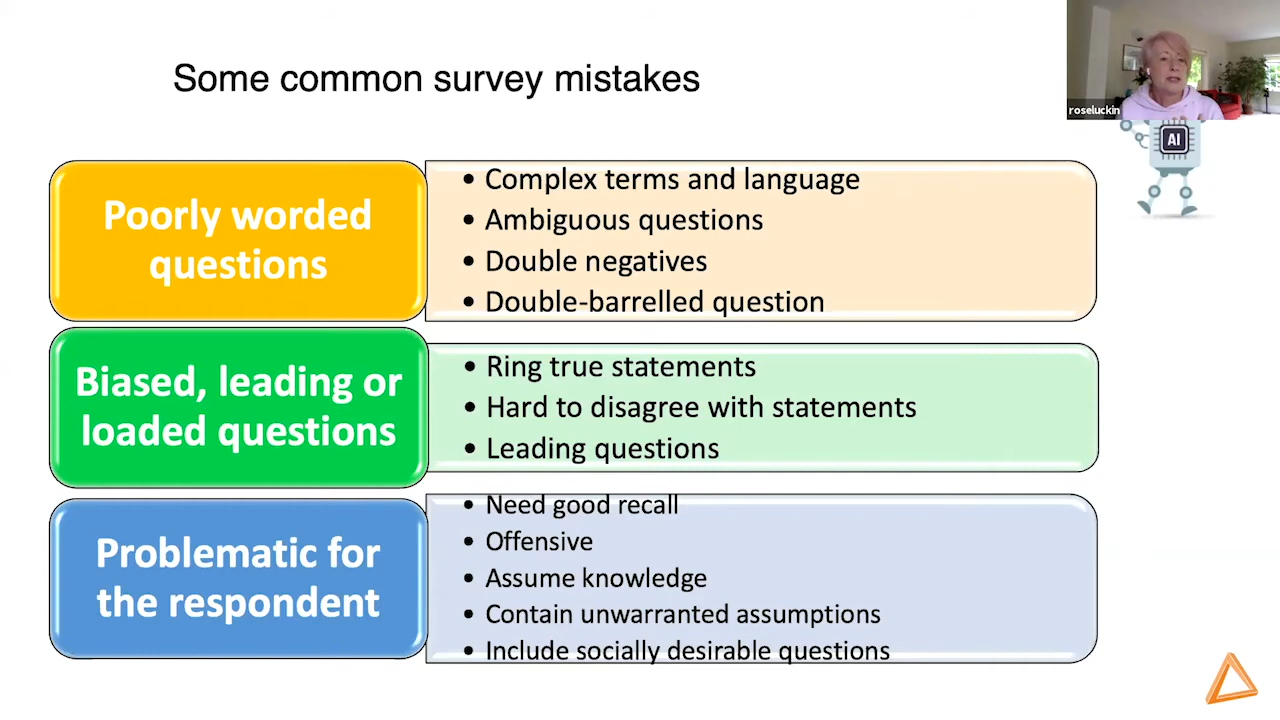 Some common survey mistakes
roseluckin
AI
Poorly worded
questions
• Complex terms and language
• Ambiguous questions
• Double negatives
• Double-barrelled question
Biased, leading or
loaded questions
• Ring true statements
• Hard to disagree with statements
• Leading questions
Problematic for
the respondent
• Need good recall
• Offensive
• Assume knowledge
• Contain unwarranted assumptions
• Include socially desirable questions